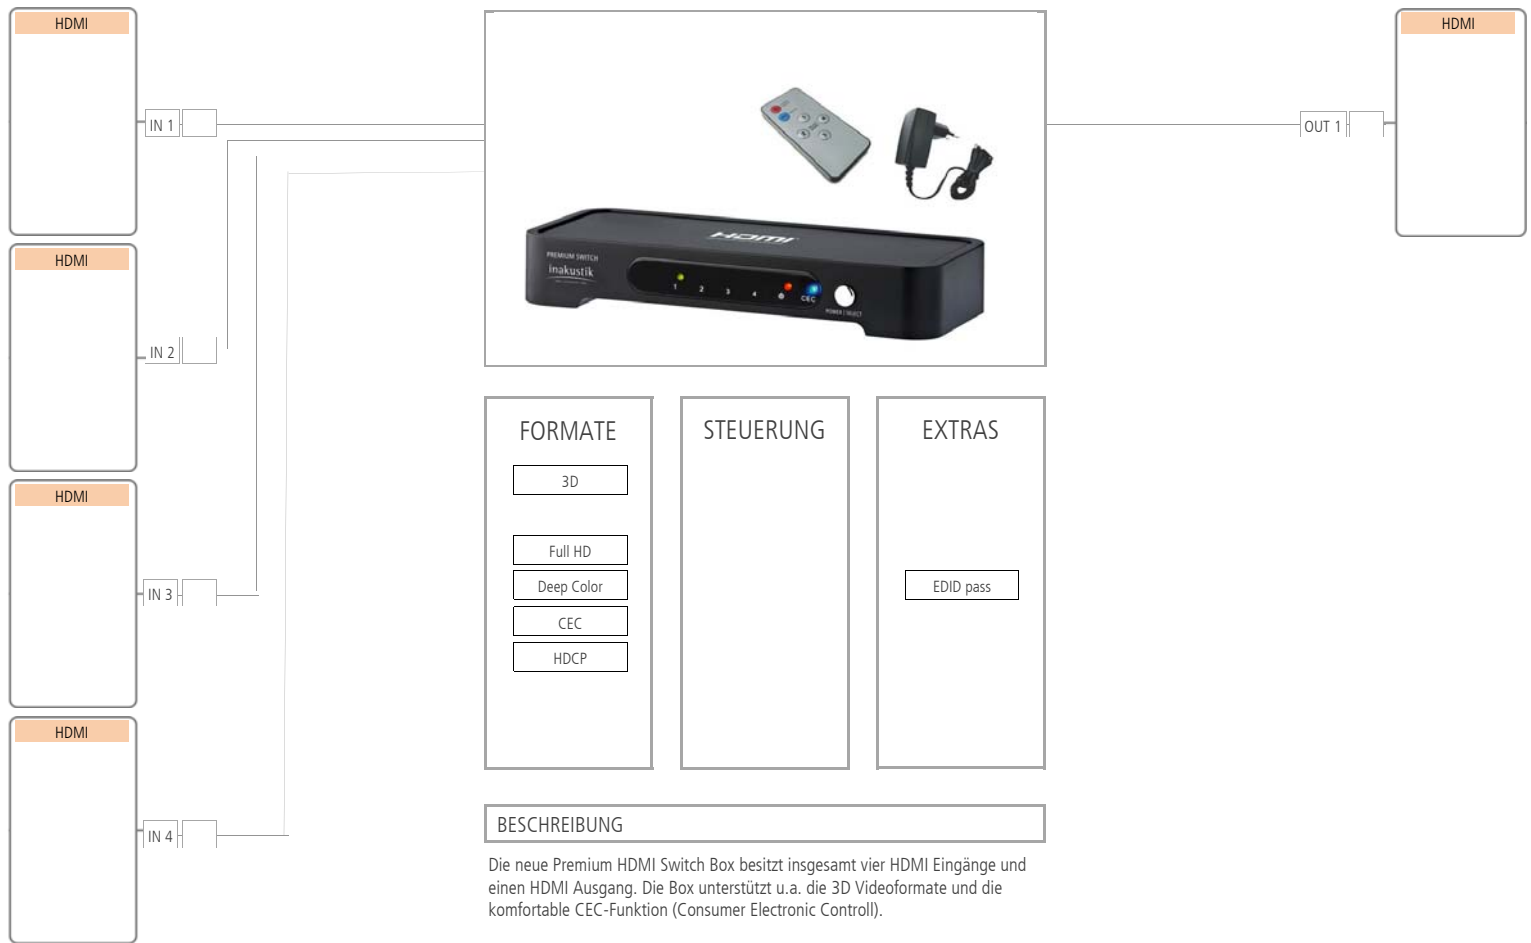 HDMI
HDMI
IN 1
OUT 1
HDMI
PREMIUM SWITCH
inakustik
1 2 3 4 CEC
POWER / SELECT
HDMI
IN 2
FORMATE
STEUERUNG
EXTRAS
3D
HDMI
Full HD
Deep Color
EDID pass
IN 3
CEC
HDCP
HDMI
IN 4
BESCHREIBUNG
Die neue Premium HDMI Switch Box besitzt insgesamt vier HDMI Eingänge und
einen HDMI Ausgang. Die Box unterstützt u.a. die 3D Videoformate und die
komfortable CEC-Funktion (Consumer Electronic Controll).